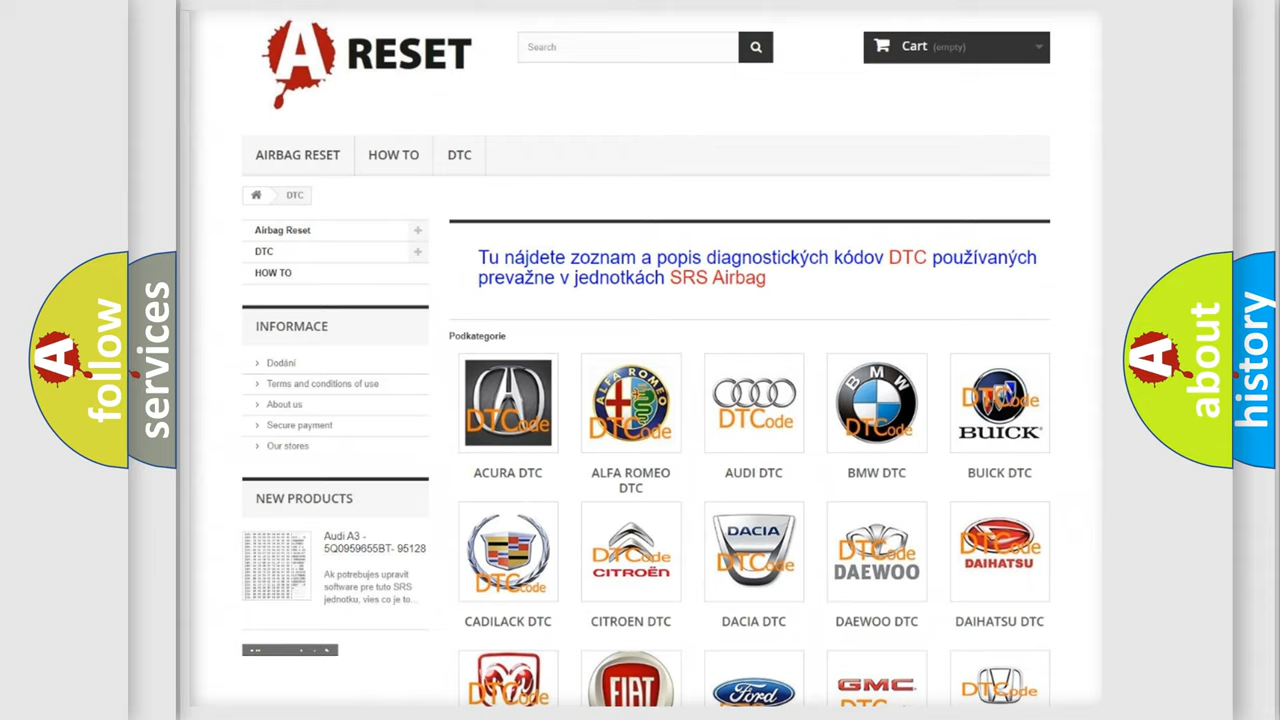 A RESET
Search
Cart (empty)
AIRBAG RESET
HOW TO
DTC
DTC
Airbag Reset
DTC
HOW TO
Tu nájdete zoznam a popis diagnostických kódov DTC používaných
prevažne v jednotkách SRS Airbag
INFORMACE
Dodání
Terms and conditions of use
About us
Secure payment
Our stores
Podkategorie
DTCode
ALFA ROMEO
DTCode
DTCode
BMW
DTCode
DTCode
BUICK
ACURA DTC
ALFA ROMEO
DTC
AUDI DTC
BMW DTC
BUICK DTC
NEW PRODUCTS
Audi A3 -
5Q0959655BT- 95128
Ak potrebujes upravit
software pre tuto SRS
jednotku, vies co je to...
DTCode
DTCode
CITROËN
DACIA
DTCode
DTCode
DAEWOO
DTCode
DAIHATSU
CADILACK DTC
CITROEN DTC
DACIA DTC
DAEWOO DTC
DAIHATSU DTC
DTCode
FIAT
Ford
GMC
DTCode
A follow
services
A about
history